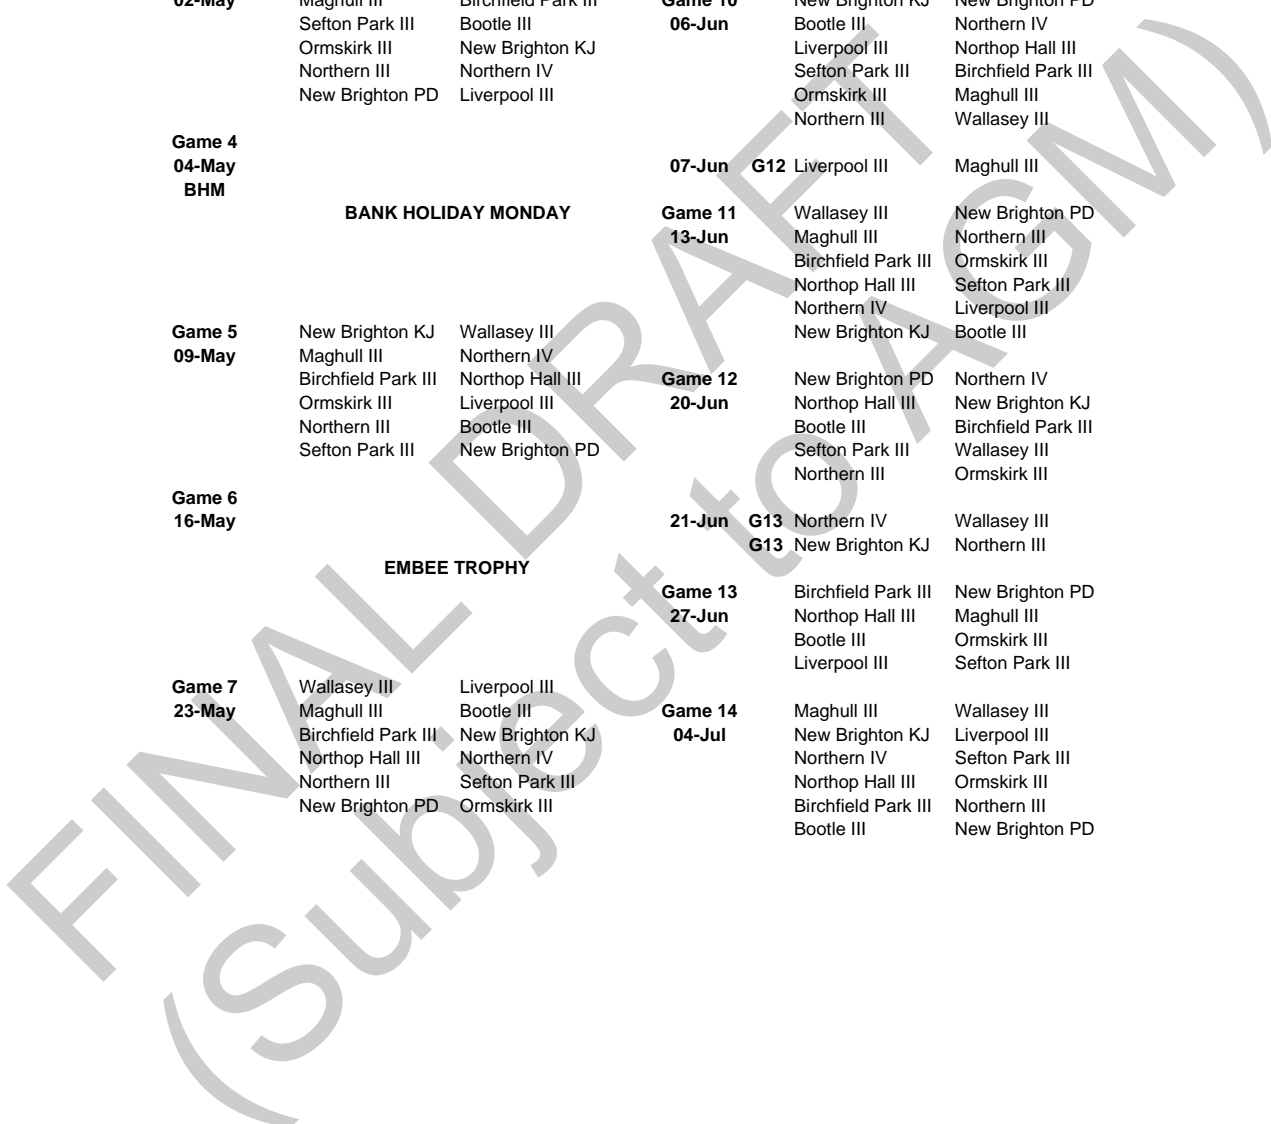 02-May Maghull III Birchfield Park III
Sefton Park III Bootle III
Ormskirk III New Brighton KJ
Northern III Northern IV
New Brighton PD Liverpool III
Game 4
04-May
BHM
BANK HOLIDAY MONDAY
Game 5 New Brighton KJ Wallasey III
09-May Maghull III Northern IV
Birchfield Park III Northop Hall III
Ormskirk III Liverpool III
Northern III Bootle III
Sefton Park III New Brighton PD
Game 6
16-May
EMBEE TROPHY
Game 7 Wallasey III Liverpool III
23-May Maghull III Bootle III
Birchfield Park III New Brighton KJ
Northop Hall III Northern IV
Northern III Sefton Park III
New Brighton PD Ormskirk III
Game 10 New Brighton KJ New Brighton PD
06-Jun Bootle III Northern IV
Liverpool III Northop Hall III
Sefton Park III Birchfield Park III
Ormskirk III Maghull III
Northern III Wallasey III
07-Jun G12 Liverpool III Maghull III
Game 11 Wallasey III New Brighton PD
13-Jun Maghull III Northern III
Birchfield Park III Ormskirk III
Northop Hall III Sefton Park III
Northern IV Liverpool III
New Brighton KJ Bootle III
Game 12 New Brighton PD Northern IV
20-Jun Northop Hall III New Brighton KJ
Bootle III Birchfield Park III
Sefton Park III Wallasey III
Northern III Ormskirk III
21-Jun G13 Northern IV Wallasey III
G13 New Brighton KJ Northern III
Game 13 Birchfield Park III New Brighton PD
27-Jun Northop Hall III Maghull III
Bootle III Ormskirk III
Liverpool III Sefton Park III
Game 14 Maghull III Wallasey III
04-Jul New Brighton KJ Liverpool III
Northern IV Sefton Park III
Northop Hall III Ormskirk III
Birchfield Park III Northern III
Bootle III New Brighton PD
FINAL DRAFT
(Subject to AGM)